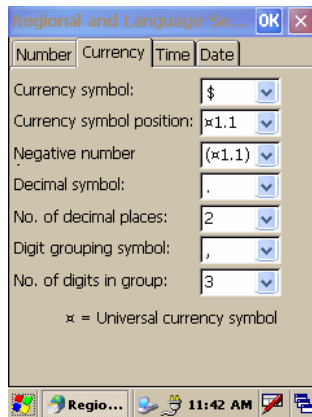 Regional and Language Se... OK
Number Currency Time Date
Currency symbol: $
Currency symbol position: ¤1.1
Negative number (¤1.1)
Decimal symbol: .
No. of decimal places: 2
Digit grouping symbol: ,
No. of digits in group: 3
¤ = Universal currency symbol
Regio... 11:42 AM